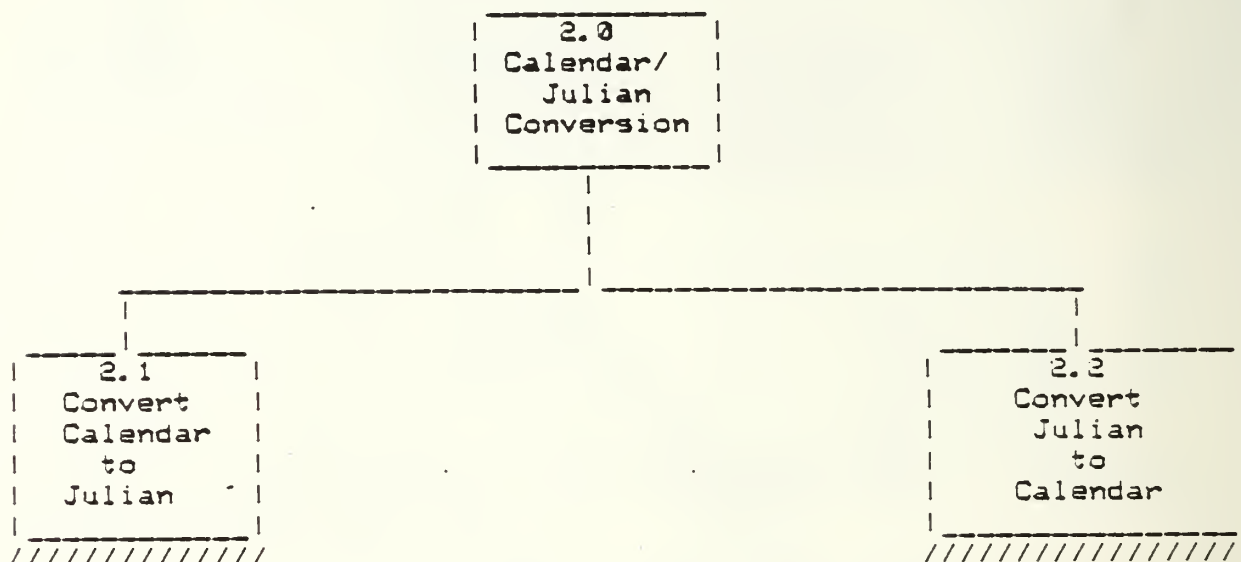 2.0
Calendar/
Julian
Conversion
2.1
Convert
Calendar
to
Julian
2.2
Convert
Julian
to
Calendar